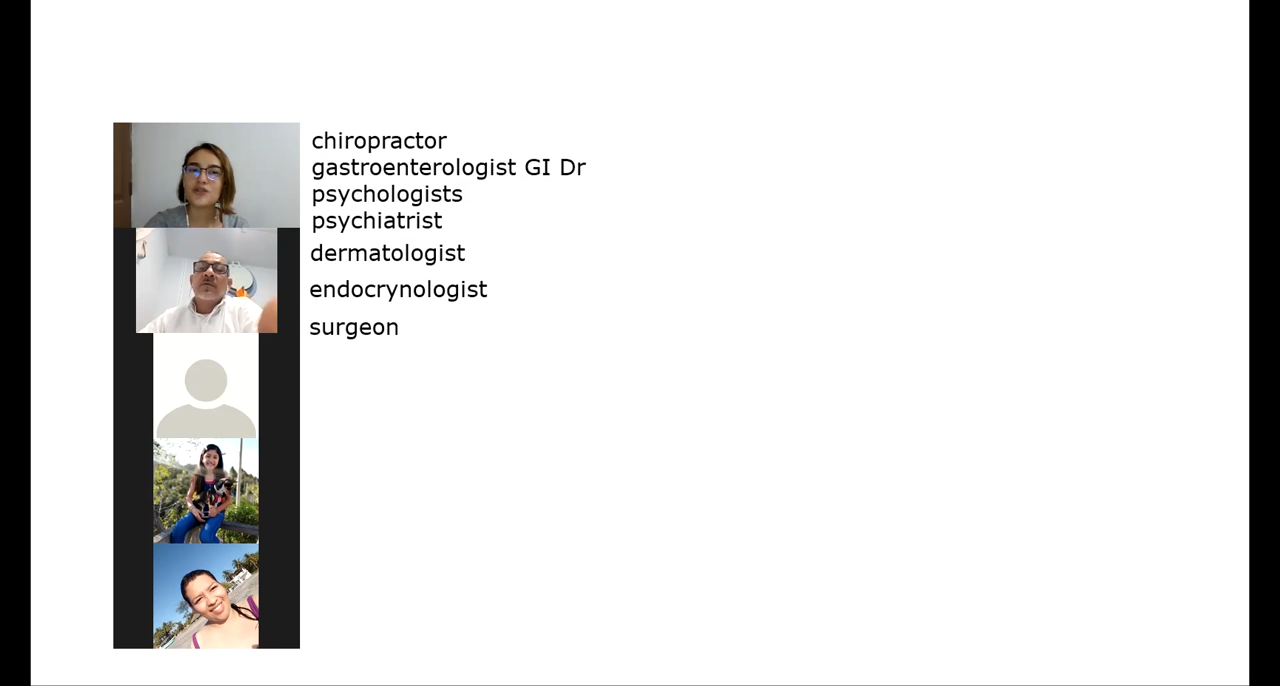 chiropractor
gastroenterologist GI Dr
psychologists
psychiatrist
dermatologist
endocrynologist
surgeon